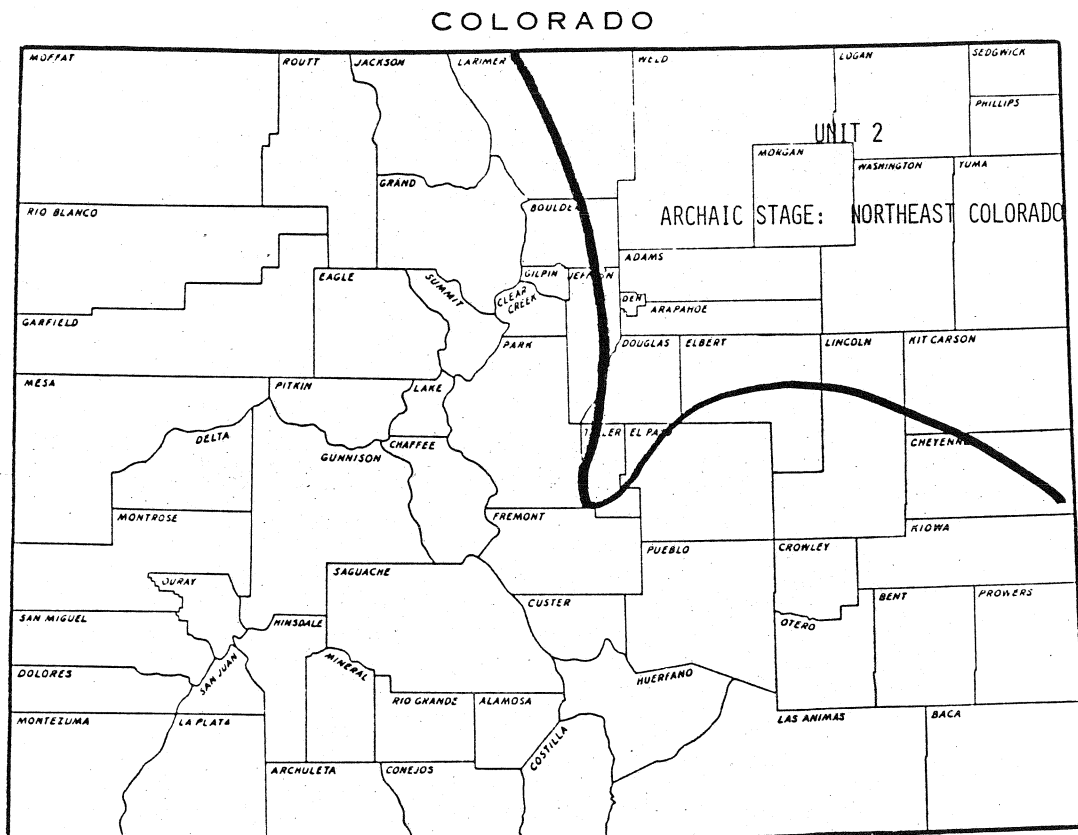 COLORADO
MOFFAT
ROUTT
JACKSON
LARIMER
WELD
LOGAN
SEDGWICK
PHILLIPS
UNIT 2
MORGAN
WASHINGTON
YUMA
GRAND
RIO BLANCO
BOULDE
ARCHAIC STAGE: NORTHEAST COLORADO
ADAMS
EAGLE
SUMMIT
GILPIN
JEFF
ON
CLEAR
CREEK
DEN
ARAPAHOE
GARFIELD
PARK
DOUGLAS
ELBERT
LINCOLN
KIT CARSON
MESA
PITKIN
LAKE
DELTA
GUNNISON
CHAFFEE
T
LER
EL PASO
CHEYENNE
MONTROSE
FREMONT
KIOWA
PUEBLO
CROWLEY
SAGUACHE
OURAY
CUSTER
BENT
PROWERS
SAN MIGUEL
HINSDALE
OTERO
DOLORES
SAN JUAN
MINERAL
HUERFANO
RIO GRANDE
ALAMOSA
MONTEZUMA
LA PLATA
COSTILLA
LAS ANIMAS
BACA
ARCHULETA
CONEJOS